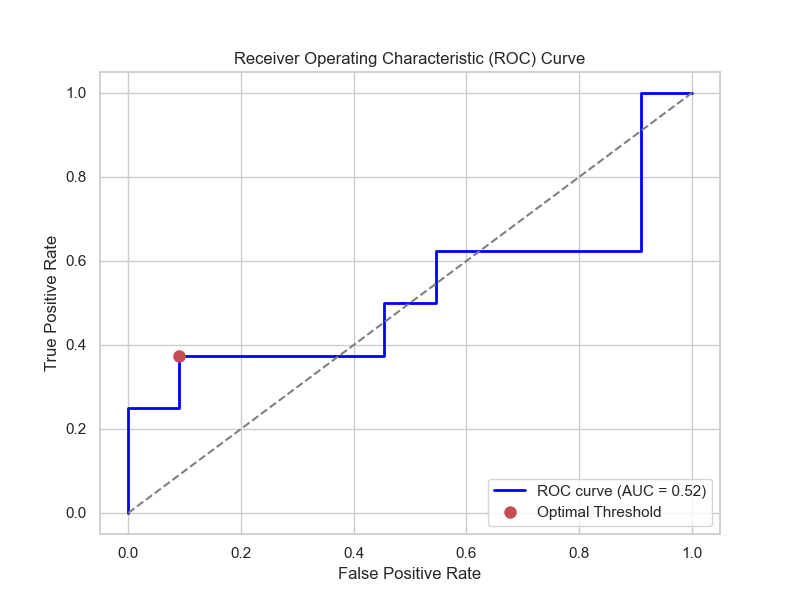 Receiver Operating Characteristic (ROC) Curve
True Positive Rate
1.0
0.8
0.6
0.4
0.2
0.0
0.0 0.2 0.4 0.6 0.8 1.0
False Positive Rate
ROC curve (AUC = 0.52)
Optimal Threshold